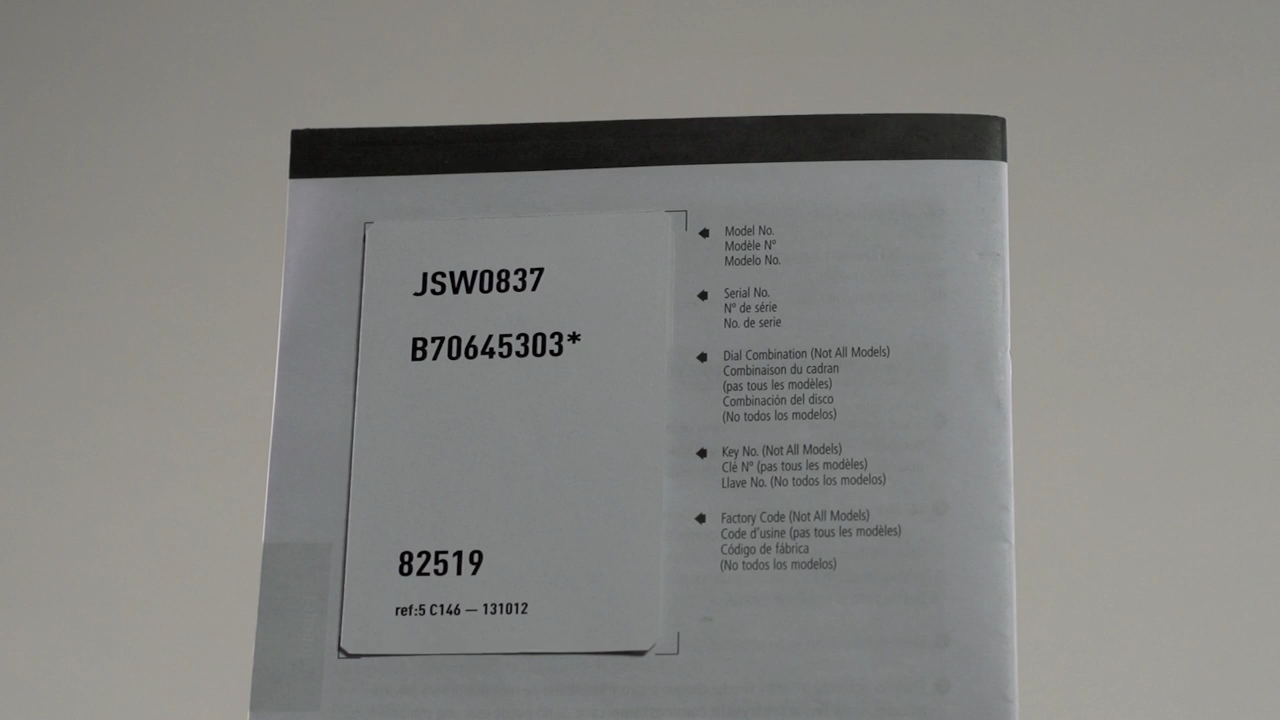 JSW0837
B70645303*
82519
ref:5 C146 — 131012
Model No.
Modèle N°
Modelo No.
Serial No.
N° de série
No. de serie
Dial Combination (Not All Models)
Combinaison du cadran
(pas tous les modèles)
Combinación del disco
(No todos los modelos)
Key No. (Not All Models)
Clé N° (pas tous les modèles)
Llave No. (No todos los modelos)
Factory Code (Not All Models)
Code d'usine (pas tous les modèles)
Código de fábrica
(No todos los modelos)